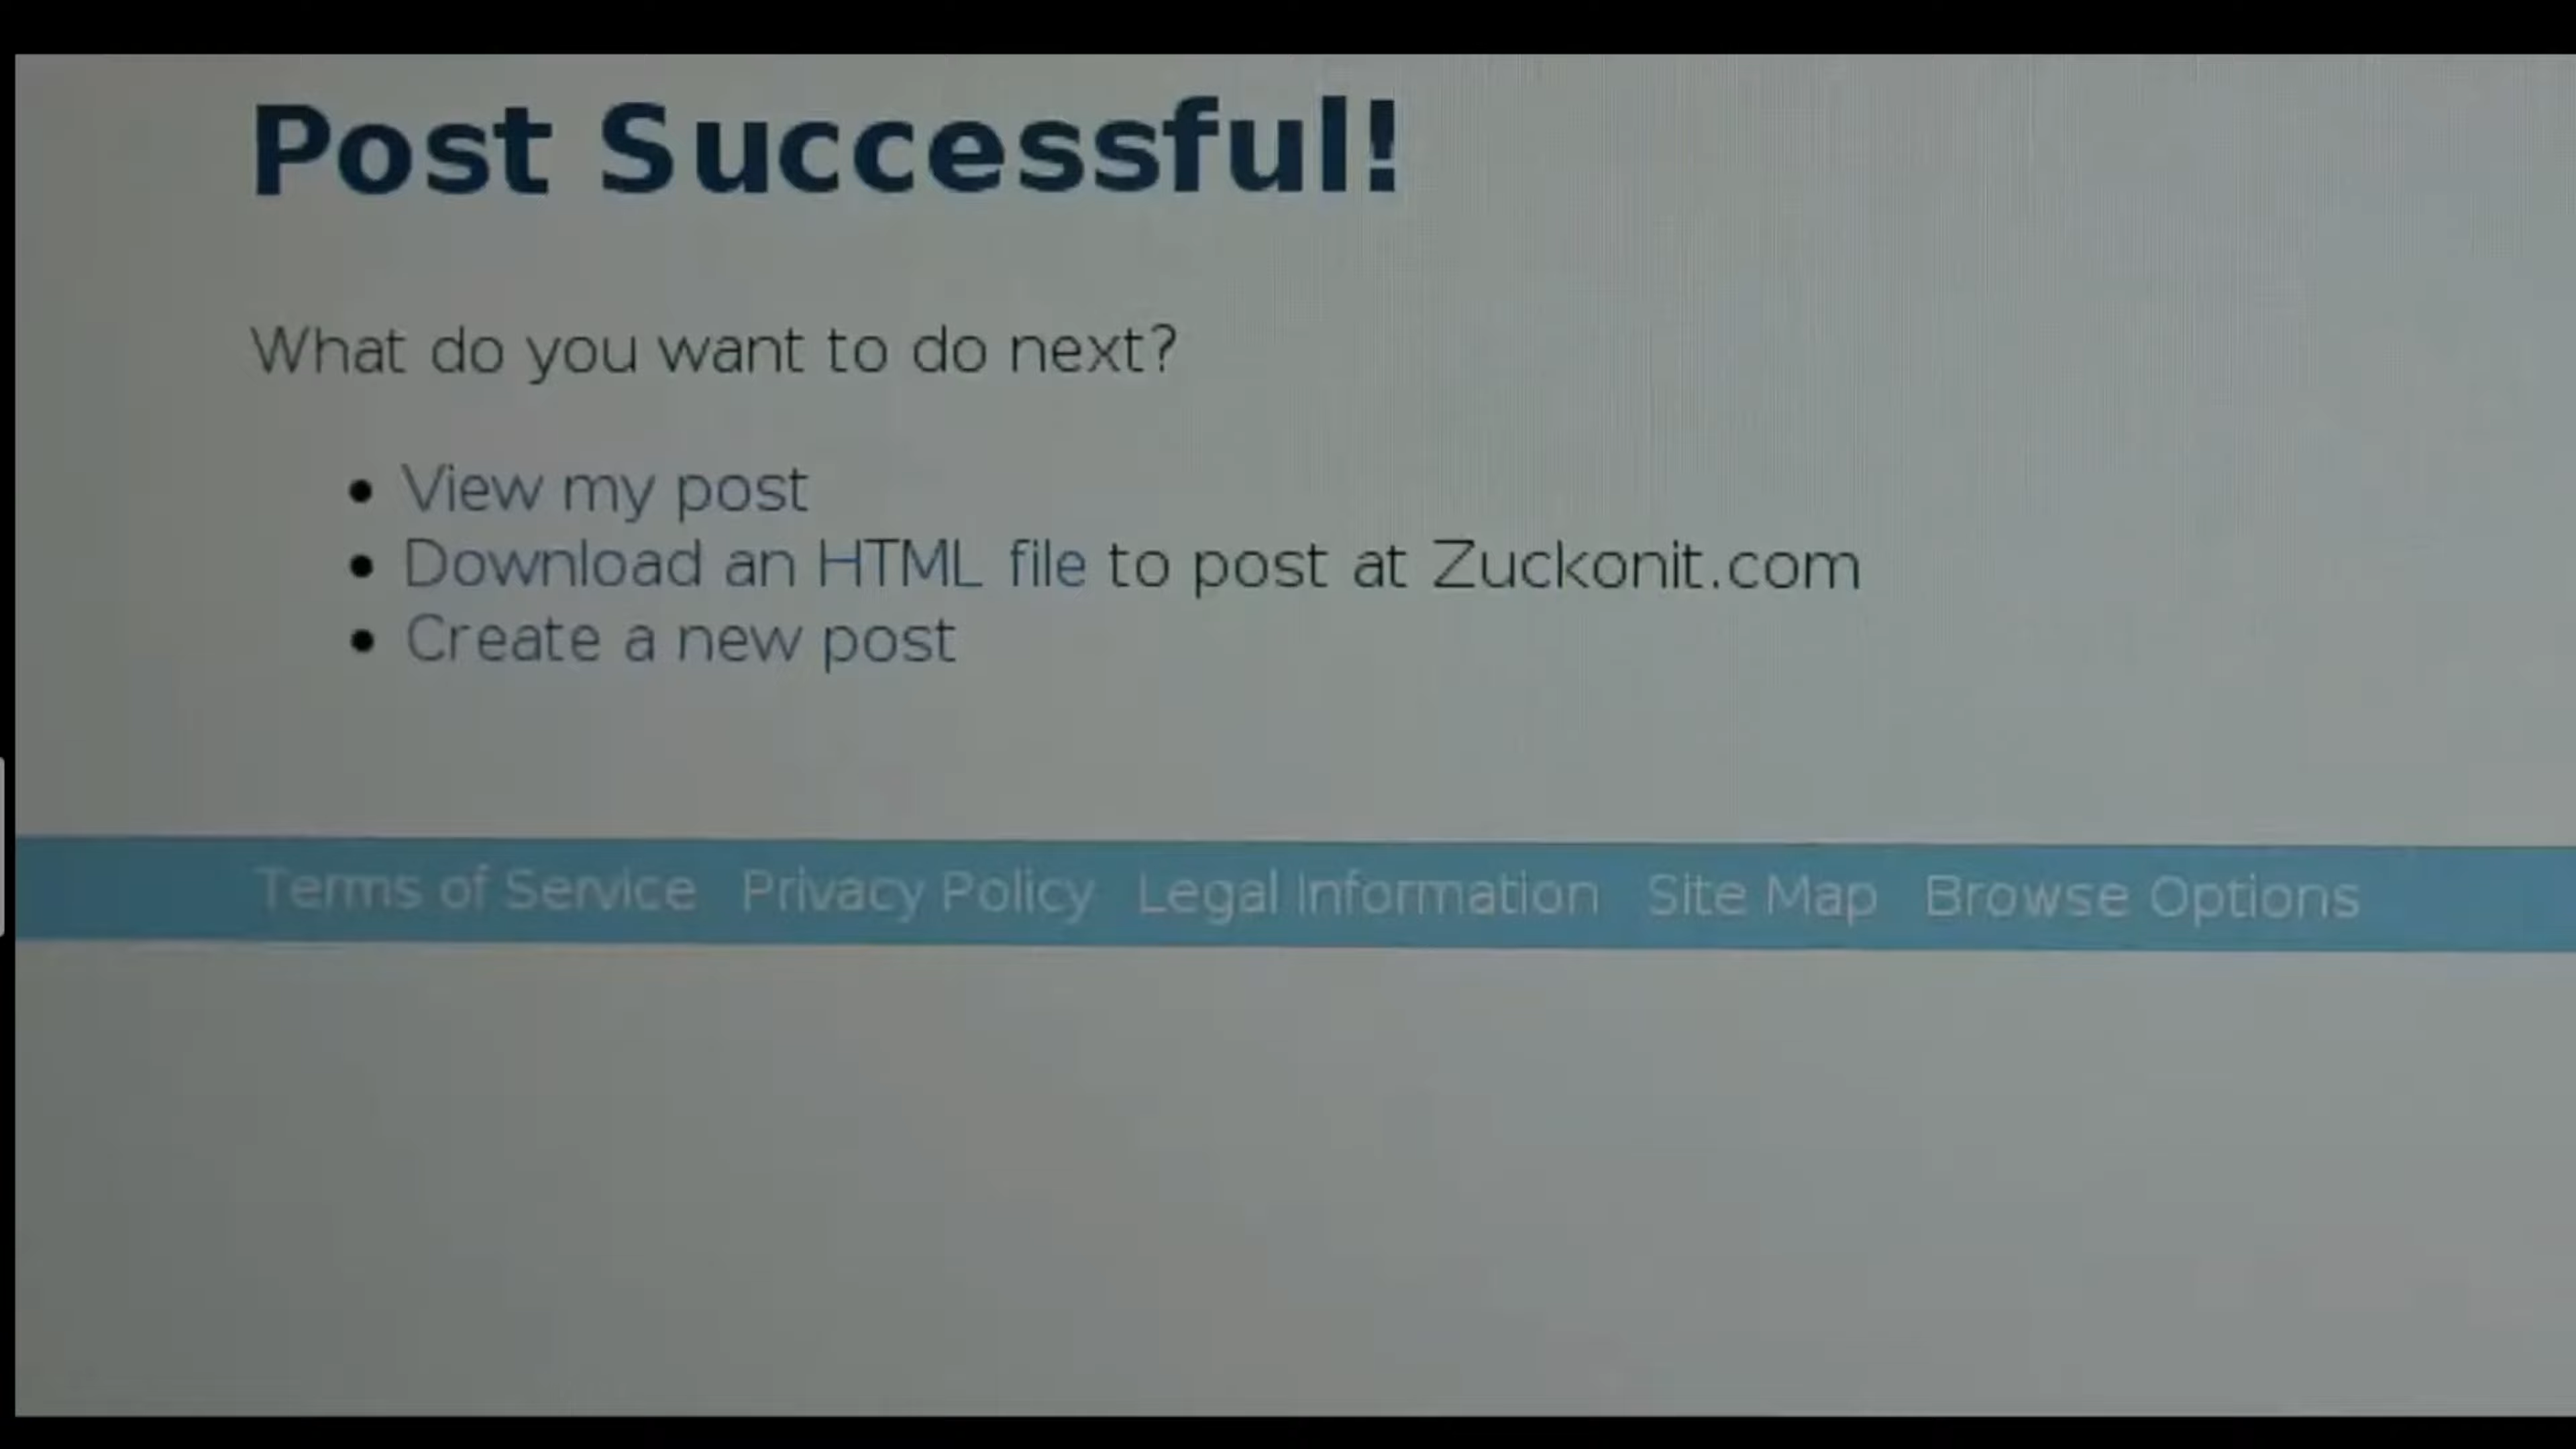 Post Successful!
What do you want to do next?
• View my post
• Download an HTML file to post at Zuckonit.com
• Create a new post
Terms of Service Privacy Policy Legal Information Site Map Browse Options